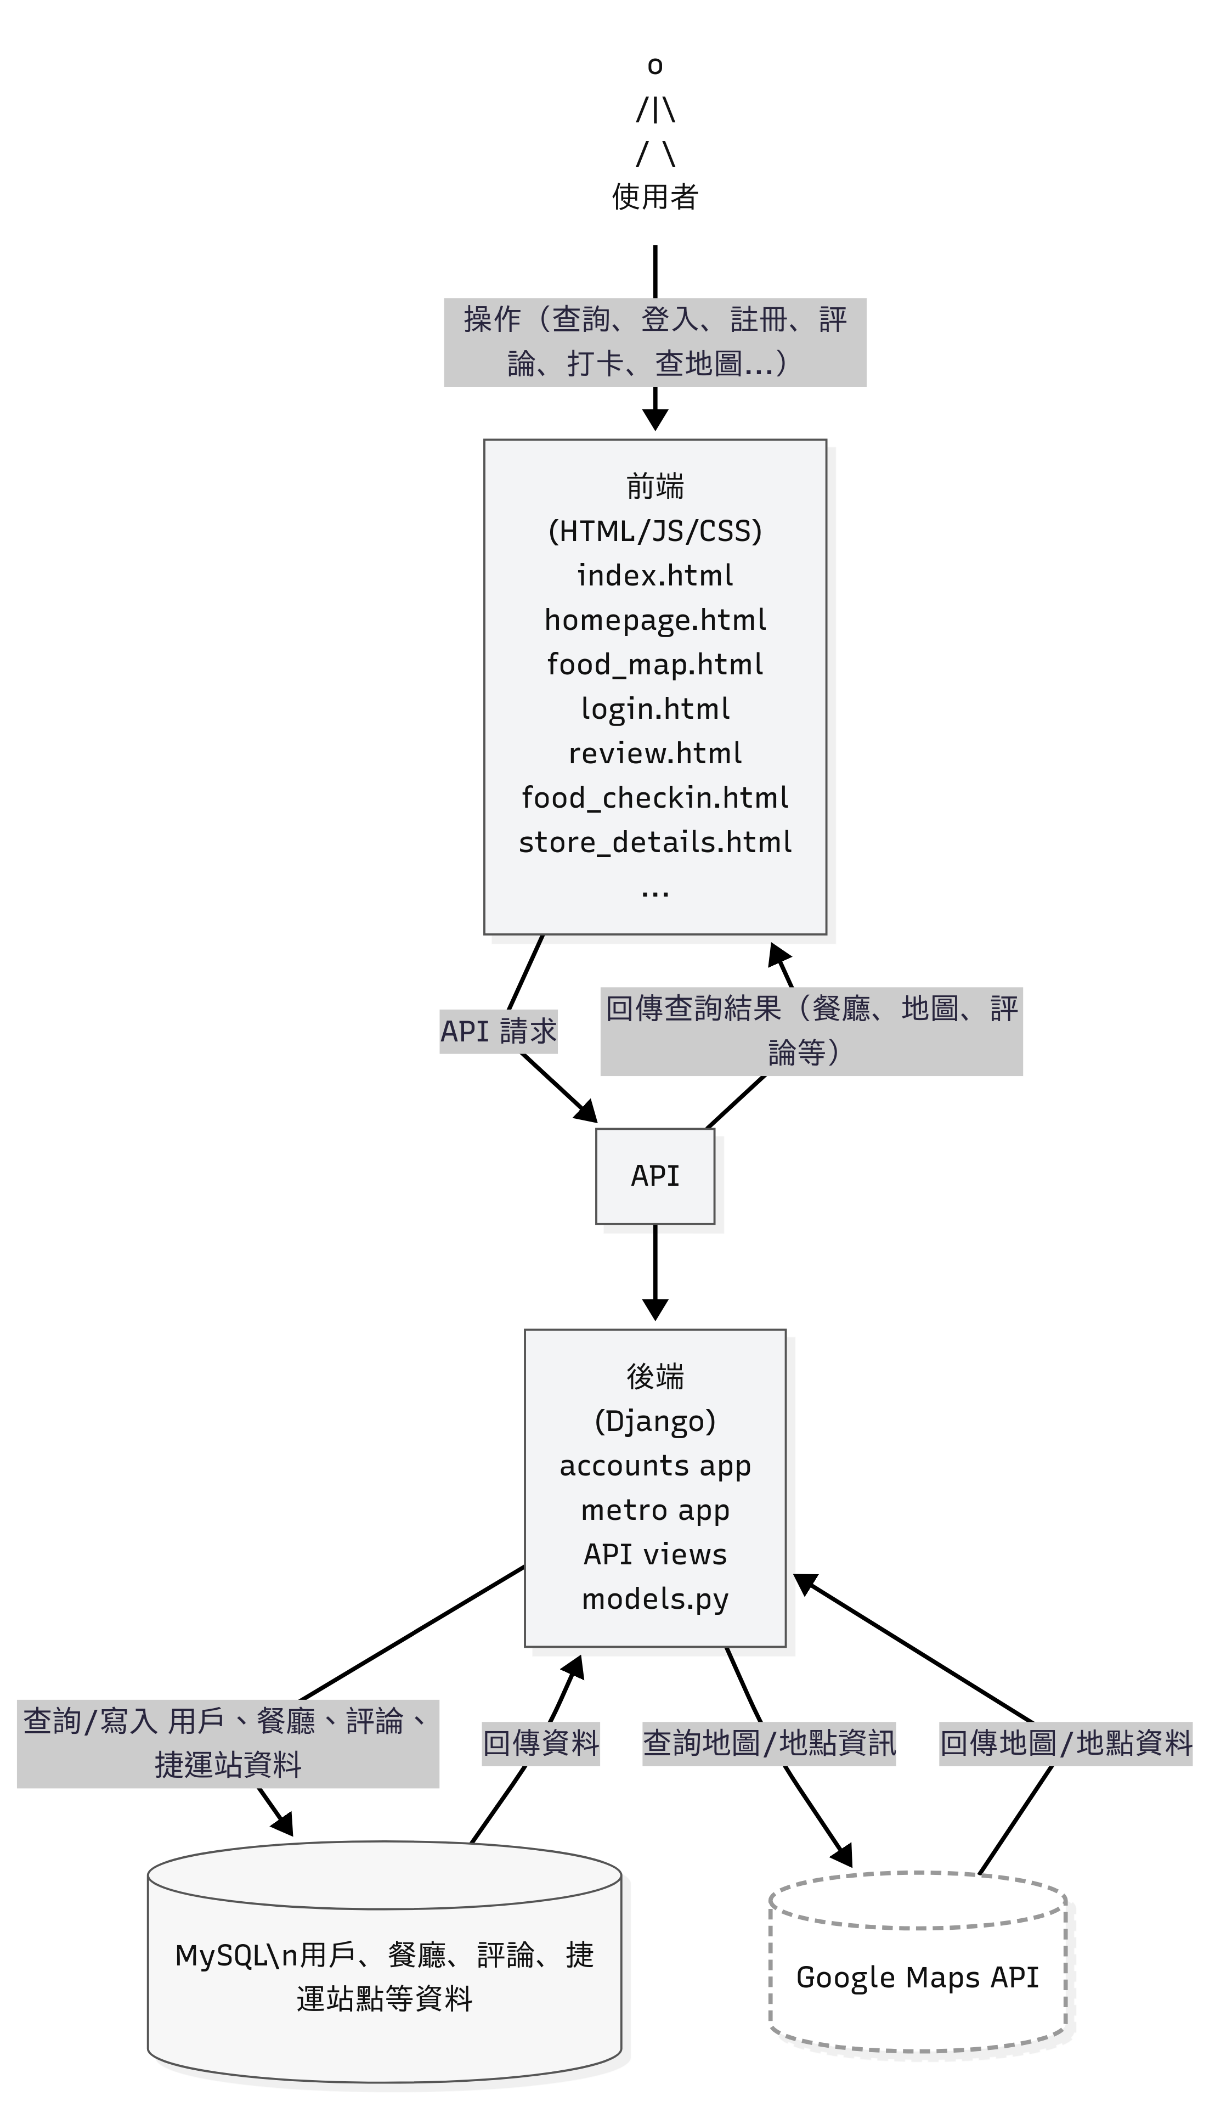 o
/|\
/ \
使用者
操作（查詢、登入、註冊、評
論、打卡、查地圖...）
前端
(HTML/JS/CSS)
index.html
homepage.html
food_map.html
login.html
review.html
food_checkin.html
store_details.html
...
API 請求
回傳查詢結果（餐廳、地圖、評
論等）
API
後端
(Django)
accounts app
metro app
API views
models.py
查詢/寫入 用戶、餐廳、評論、
捷運站資料
回傳資料
查詢地圖/地點資訊
回傳地圖/地點資料
MySQL\n用戶、餐廳、評論、捷
運站點等資料
Google Maps API